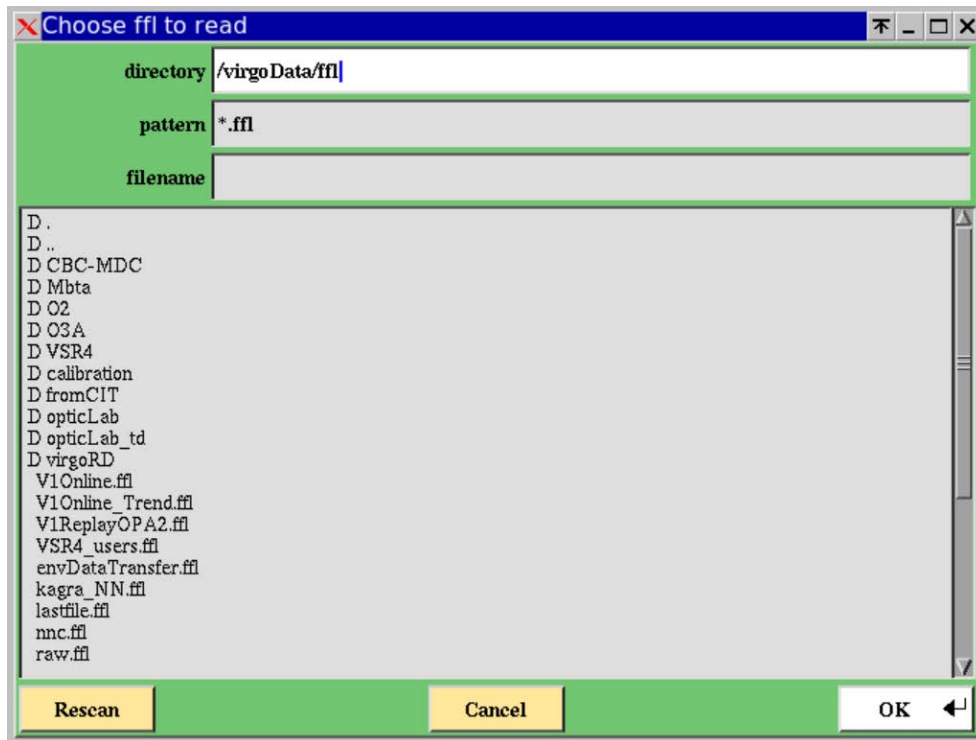 Choose ffl to read
directory /virgoData/ffl
pattern *.ffl
filename
D .
D ..
D CBC-MDC
D Mbta
D O2
D O3A
D VSR4
D calibration
D fromCIT
D opticLab
D opticLab_td
D virgoRD
V1Online.ffl
V1Online_Trend.ffl
V1ReplayOPA2.ffl
VSR4_users.ffl
envDataTransfer.ffl
kagra_NN.ffl
lastfile.ffl
nnc.ffl
raw.ffl
Rescan Cancel OK